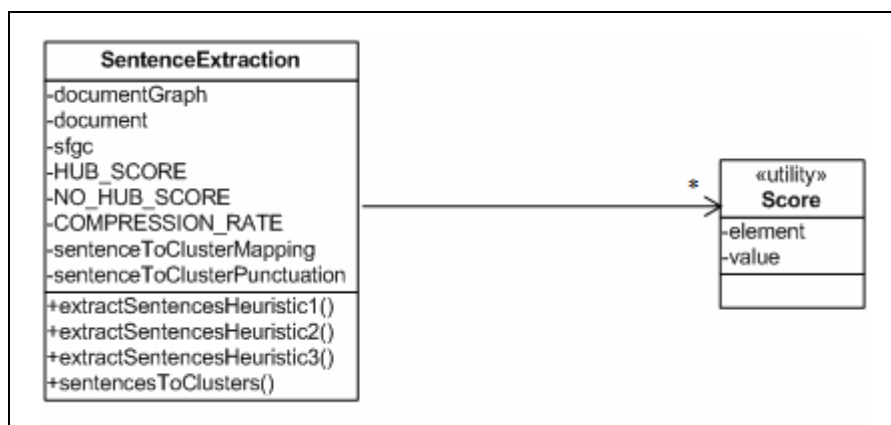 SentenceExtraction
-documentGraph
-document
-sfgc
-HUB_SCORE
-NO_HUB_SCORE
-COMPRESSION_RATE
-sentenceToClusterMapping
-sentenceToClusterPunctuation
+extractSentencesHeuristic1()
+extractSentencesHeuristic2()
+extractSentencesHeuristic3()
+sentencesToClusters()
*
«utility»
Score
-element
-value